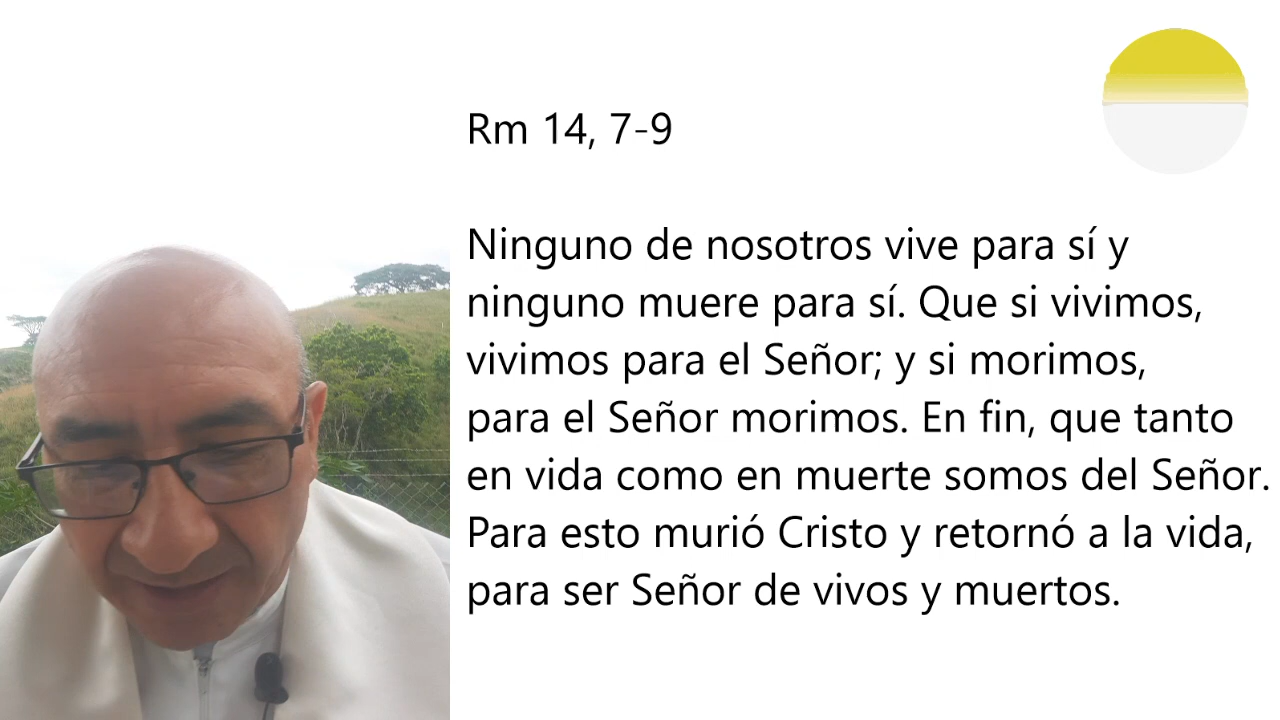 Rm 14, 7-9
Ninguno de nosotros vive para sí y
ninguno muere para sí. Que si vivimos,
vivimos para el Señor; y si morimos,
para el Señor morimos. En fin, que tanto
en vida como en muerte somos del Señor.
Para esto murió Cristo y retornó a la vida,
para ser Señor de vivos y muertos.